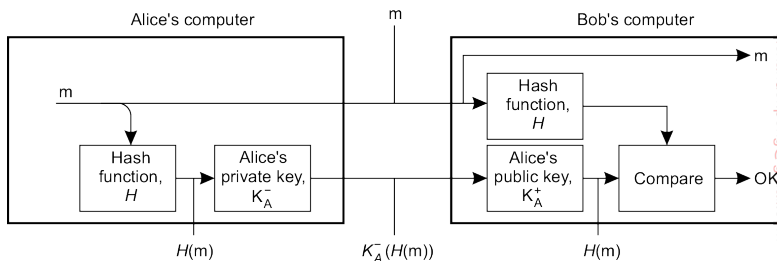 Alice's computer
m
Bob's computer
m
m
Hash
function,
H
Hash
function,
H
Alice's
private key,
K_A^-
Alice's
public key,
K_A^+
Compare
OK
H(m)
K_A^-(H(m))
H(m)